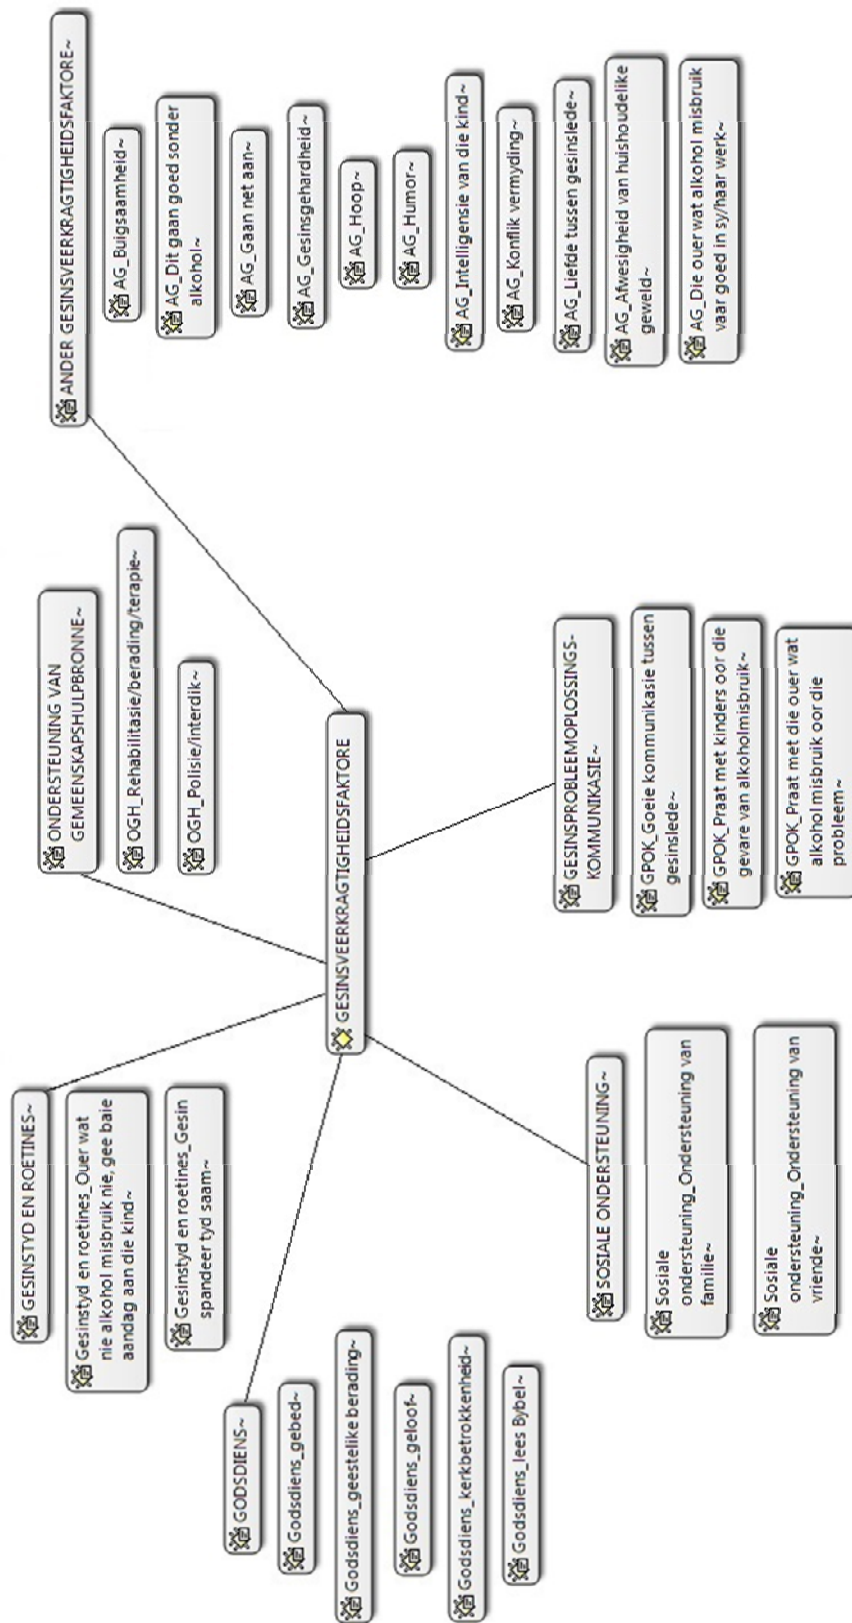 GESINSTYD EN ROETINES~
Gesinstyd en roetines_Ouer wat
nie alkohol misbruik nie, gee baie
aandag aan die kind~
Gesinstyd en roetines_Gesin
spandeer tyd saam~
ONDERSTEUNING VAN
GEMEENSKAPSHULPBRONNE~
OGH_Rehabilitasie/berading/terapie~
OGH_Polisie/interdik~
ANDER GESINSVEERKRAGTIGHEIDSFAKTORE~
AG_Buigsaamheid~
AG_Dit gaan goed sonder
alkohol~
AG_Gaan net aan~
AG_Gesinsgehardheid~
AG_Hoop~
AG_Humor~
AG_Intelligensie van die kind~
AG_Konflik vermyding~
AG_Liefde tussen gesinslede~
AG_Afwesigheid van huishoudelike
geweld~
AG_Die ouer wat alkohol misbruik
vaar goed in sy/haar werk~
GODSDIENS~
Godsdiens_gebed~
Godsdiens_geestelike berading~
Godsdiens_geloof~
Godsdiens_kerkbetrokkenheid~
Godsdiens_lees Bybel~
GESINSVEERKRAGTIGHEIDSFAKTORE
SOSIALE ONDERSTEUNING~
Sosiale
ondersteuning_Ondersteuning van
familie~
Sosiale
ondersteuning_Ondersteuning van
vriende~
GESINSPROBLEEMOPLOSSINGS-
KOMMUNIKASIE~
GPOK_Goeie kommunikasie tussen
gesinslede~
GPOK_Praat met kinders oor die
gevare van alkoholmisbruik~
GPOK_Praat met die ouer wat
alkohol misbruik oor die
probleem~